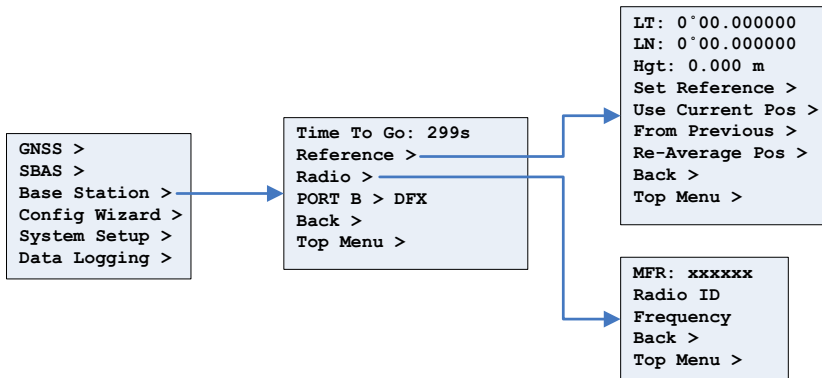 GNSS >
SBAS >
Base Station >
Config Wizard >
System Setup >
Data Logging >
Time To Go: 299s
Reference >
Radio >
PORT B > DFX
Back >
Top Menu >
LT: 0°00.000000
LN: 0°00.000000
Hgt: 0.000 m
Set Reference >
Use Current Pos >
From Previous >
Re-Average Pos >
Back >
Top Menu >
MFR: xxxxxx
Radio ID
Frequency
Back >
Top Menu >